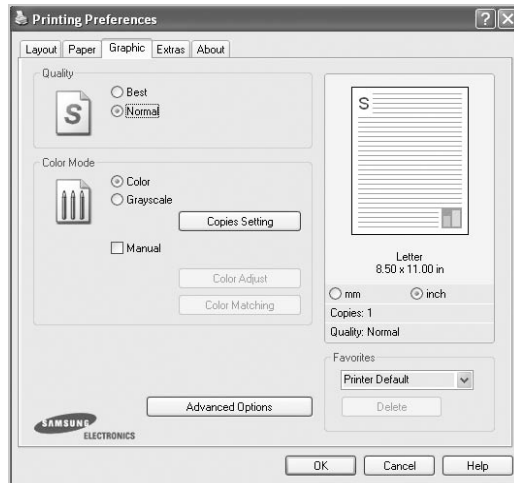 Printing Preferences
Layout Paper Graphic Extras About
Quality
S
Best
Normal
Color Mode
Color
Grayscale
Copies Setting
Manual
Color Adjust
Color Matching
Advanced Options
SAMSUNG
ELECTRONICS
S
Letter
8.50 x 11.00 in
mm inch
Copies: 1
Quality: Normal
Favorites
Printer Default
Delete
OK Cancel Help